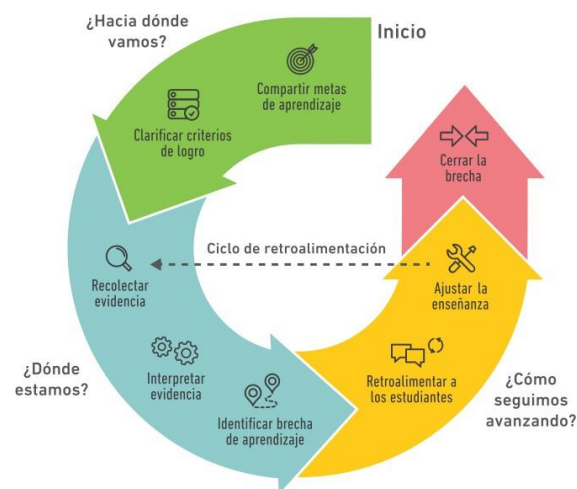 ¿Hacia dónde
vamos?
Inicio
Compartir metas
de aprendizaje
Clarificar criterios
de logro
Cerrar la
brecha
Ciclo de retroalimentación
Recolectar
evidencia
Ajustar la
enseñanza
¿Dónde
estamos?
Interpretar
evidencia
Identificar brecha
de aprendizaje
Retroalimentar a
los estudiantes
¿Cómo
seguimos
avanzando?